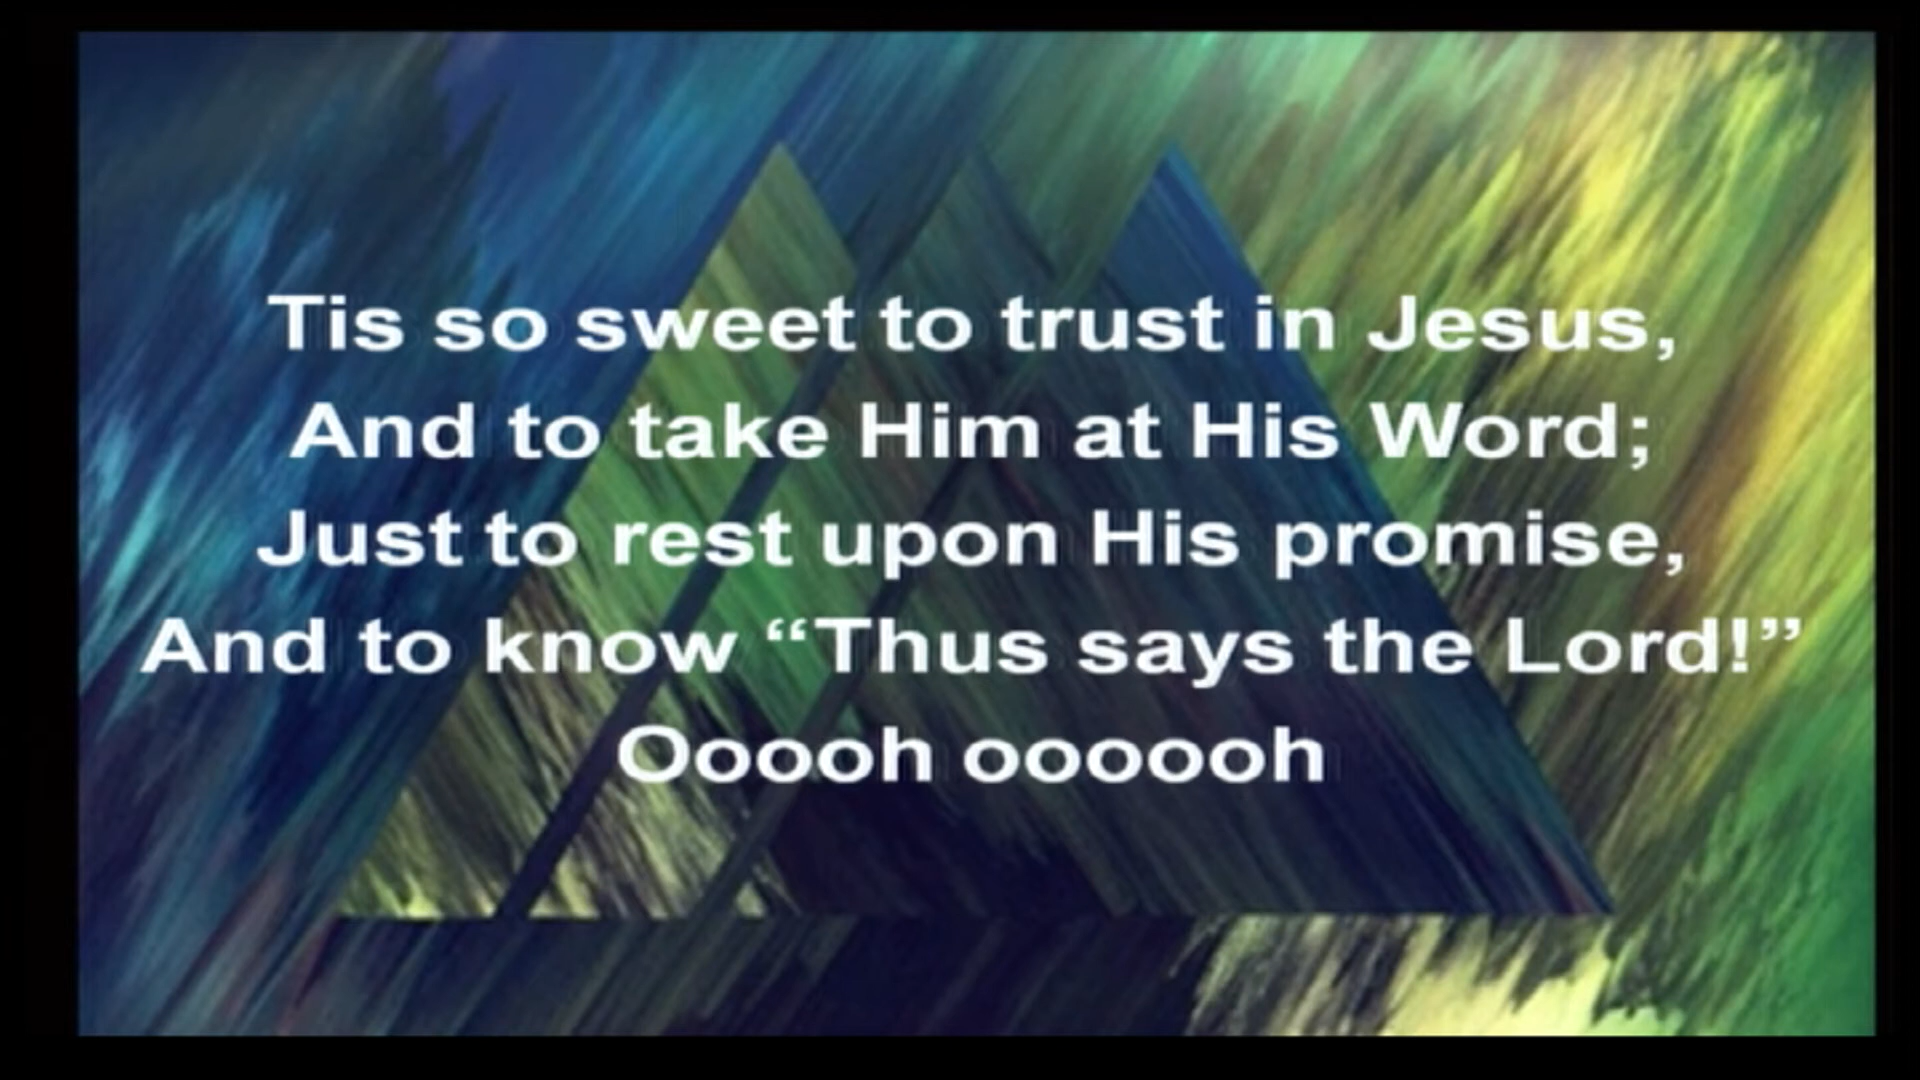 Tis so sweet to trust in Jesus,
And to take Him at His Word;
Just to rest upon His promise,
And to know “Thus says the Lord!”
Ooooh oooooh